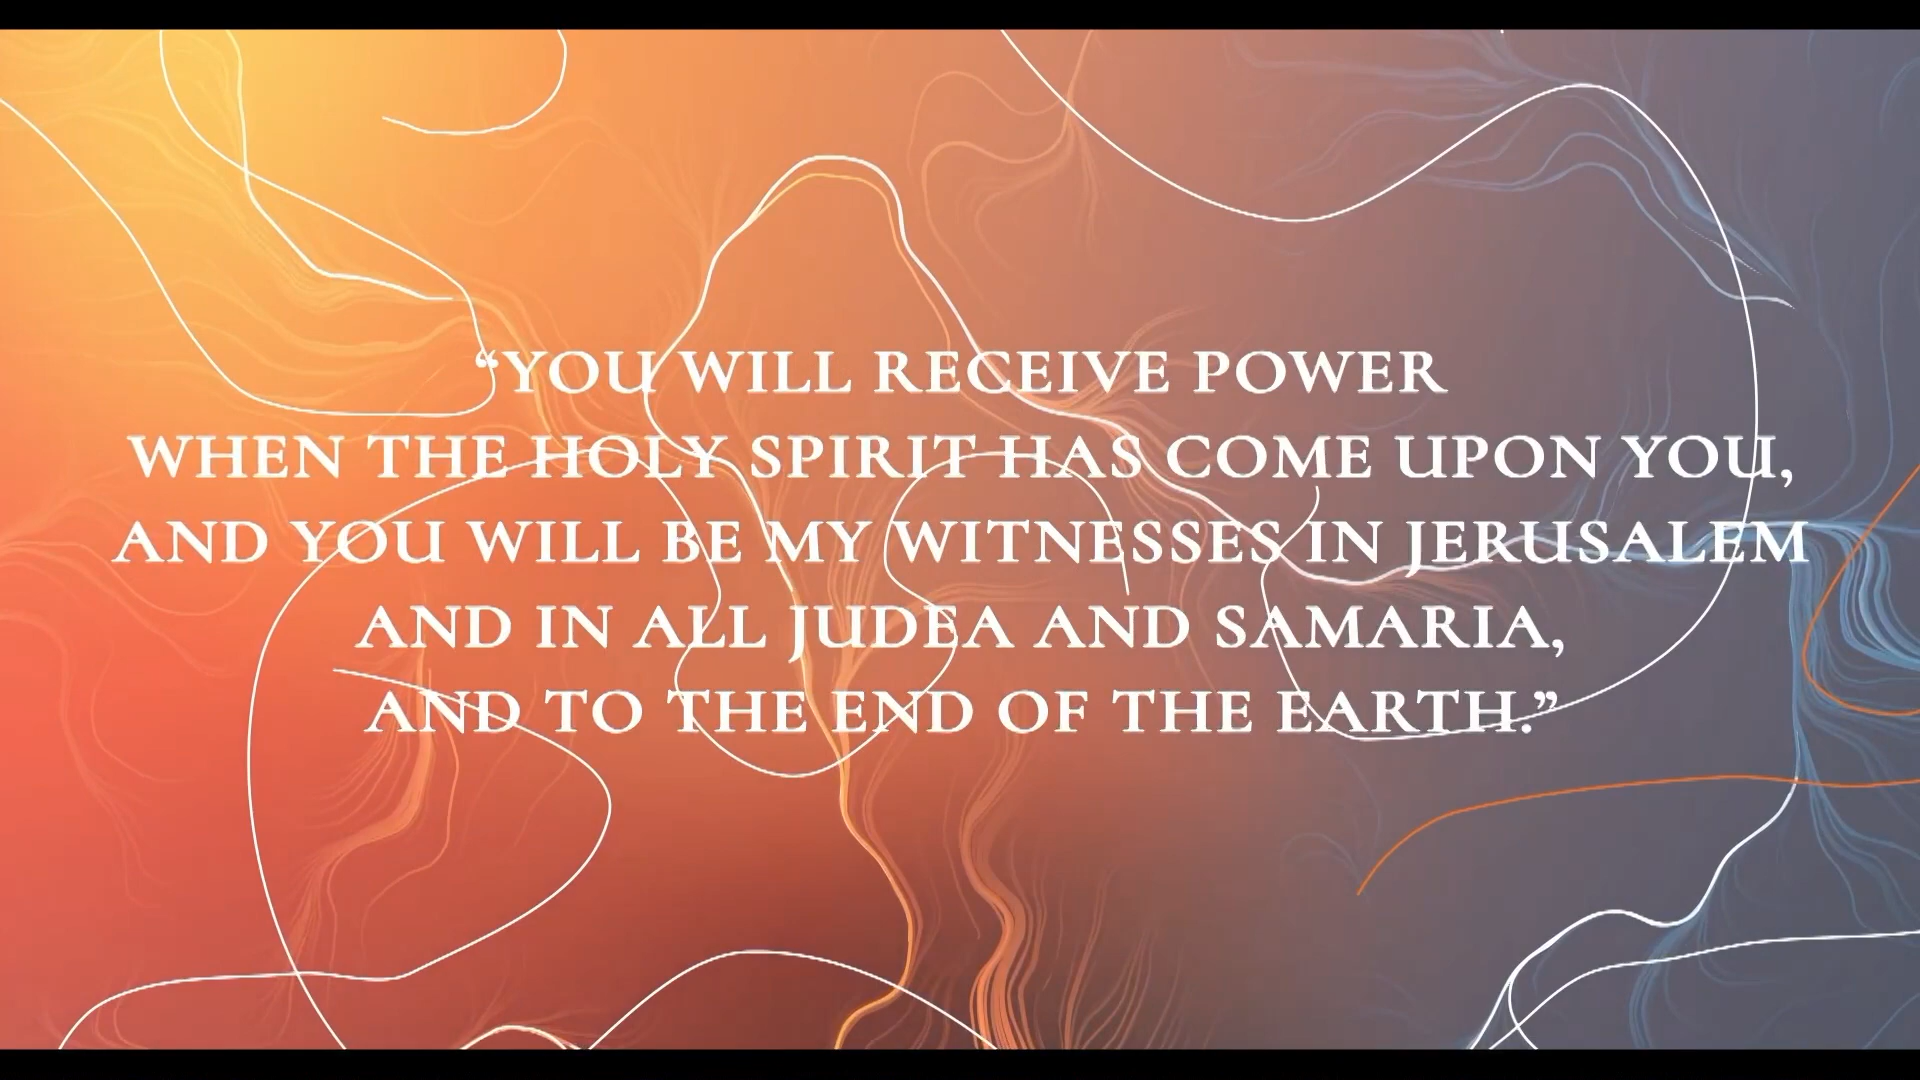 “YOU WILL RECEIVE POWER
WHEN THE HOLY SPIRIT HAS COME UPON YOU,
AND YOU WILL BE MY WITNESSES IN JERUSALEM
AND IN ALL JUDEA AND SAMARIA,
AND TO THE END OF THE EARTH.”